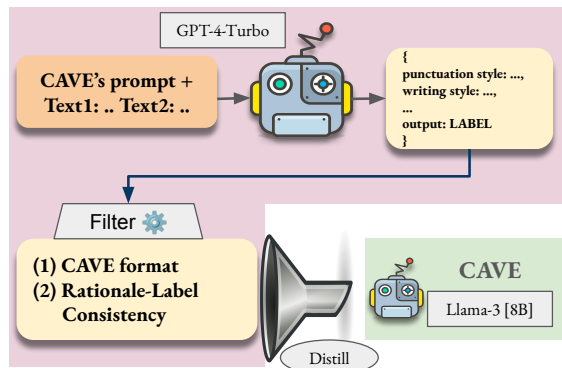 GPT-4-Turbo
CAVE's prompt +
Text1: .. Text2: ..
{
punctuation style: ...,
writing style: ...,
...
output: LABEL
}
Filter
(1) CAVE format
(2) Rationale-Label
Consistency
Distill
CAVE
Llama-3 [8B]